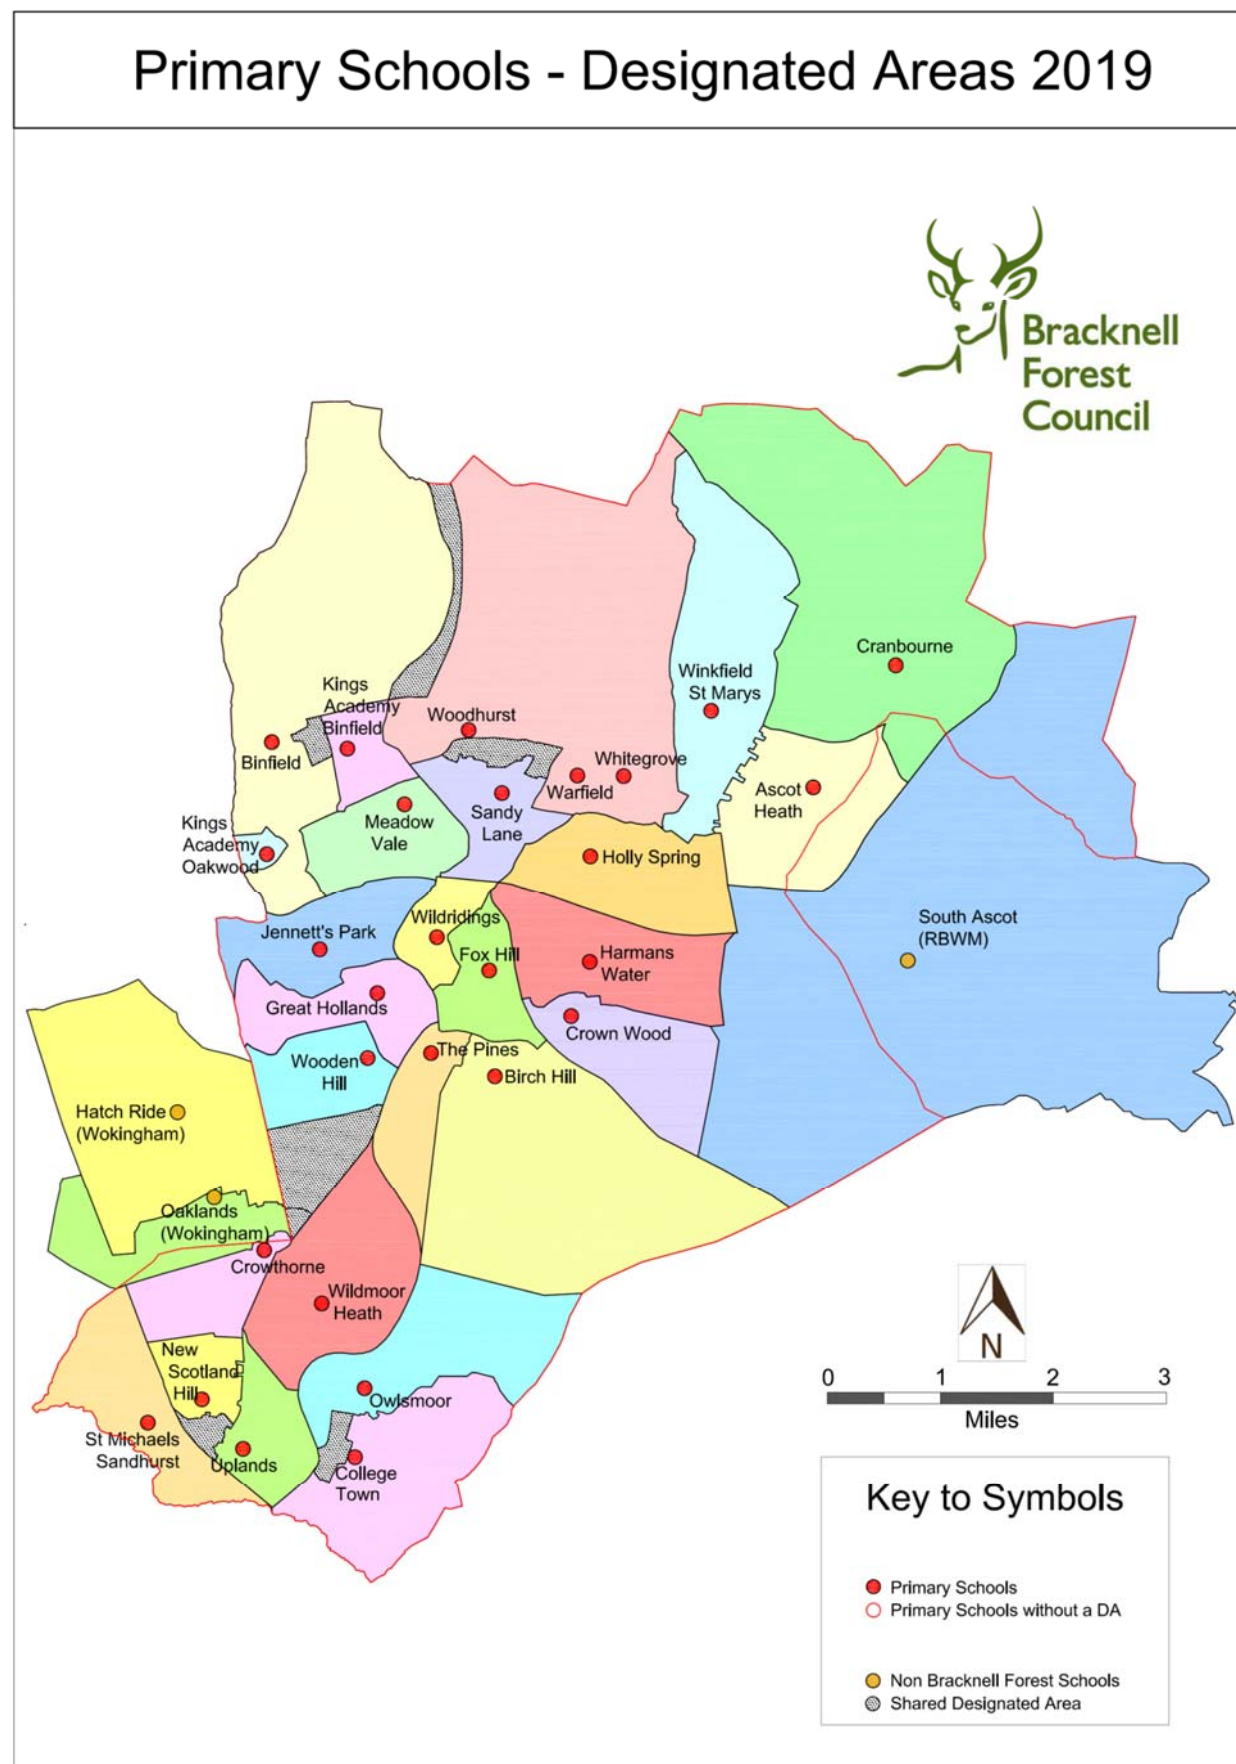 Primary Schools - Designated Areas 2019
Bracknell
Forest
Council
Cranbourne
Winkfield
St Marys
Kings
Academy
Binfield
Woodhurst
Binfield
Whitegrove
Warfield
Ascot
Heath
Sandy
Lane
Meadow
Vale
Kings
Academy
Oakwood
Holly Spring
South Ascot
(RBWM)
Wildridings
Jennett's Park
Fox Hill
Harmans
Water
Great Hollands
Crown Wood
The Pines
Wooden
Hill
Birch Hill
Hatch Ride
(Wokingham)
Oaklands
(Wokingham)
Crowthorne
Wildmoor
Heath
New
Scotland
Hill
Owlsmoor
St Michaels
Sandhurst
Uplands
College
Town
N
0 1 2 3
Miles
Key to Symbols
Primary Schools
Primary Schools without a DA
Non Bracknell Forest Schools
Shared Designated Area